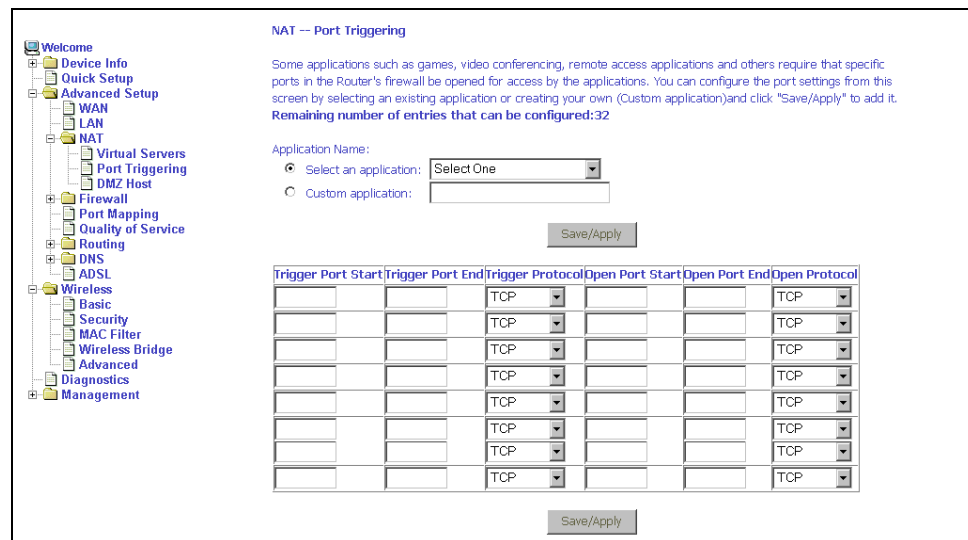 Welcome
Device Info
Quick Setup
Advanced Setup
WAN
LAN
NAT
Virtual Servers
Port Triggering
DMZ Host
Firewall
Port Mapping
Quality of Service
Routing
DNS
ADSL
Wireless
Basic
Security
MAC Filter
Wireless Bridge
Advanced
Diagnostics
Management
NAT -- Port Triggering
Some applications such as games, video conferencing, remote access applications and others require that specific
ports in the Router's firewall be opened for access by the applications. You can configure the port settings from this
screen by selecting an existing application or creating your own (Custom application)and click "Save/Apply" to add it.
Remaining number of entries that can be configured:32
Application Name:
Select an application: Select One
Custom application:
Save/Apply
Trigger Port Start Trigger Port End Trigger Protocol Open Port Start Open Port End Open Protocol
TCP TCP
TCP TCP
TCP TCP
TCP TCP
TCP TCP
TCP TCP
TCP TCP
TCP TCP
Save/Apply